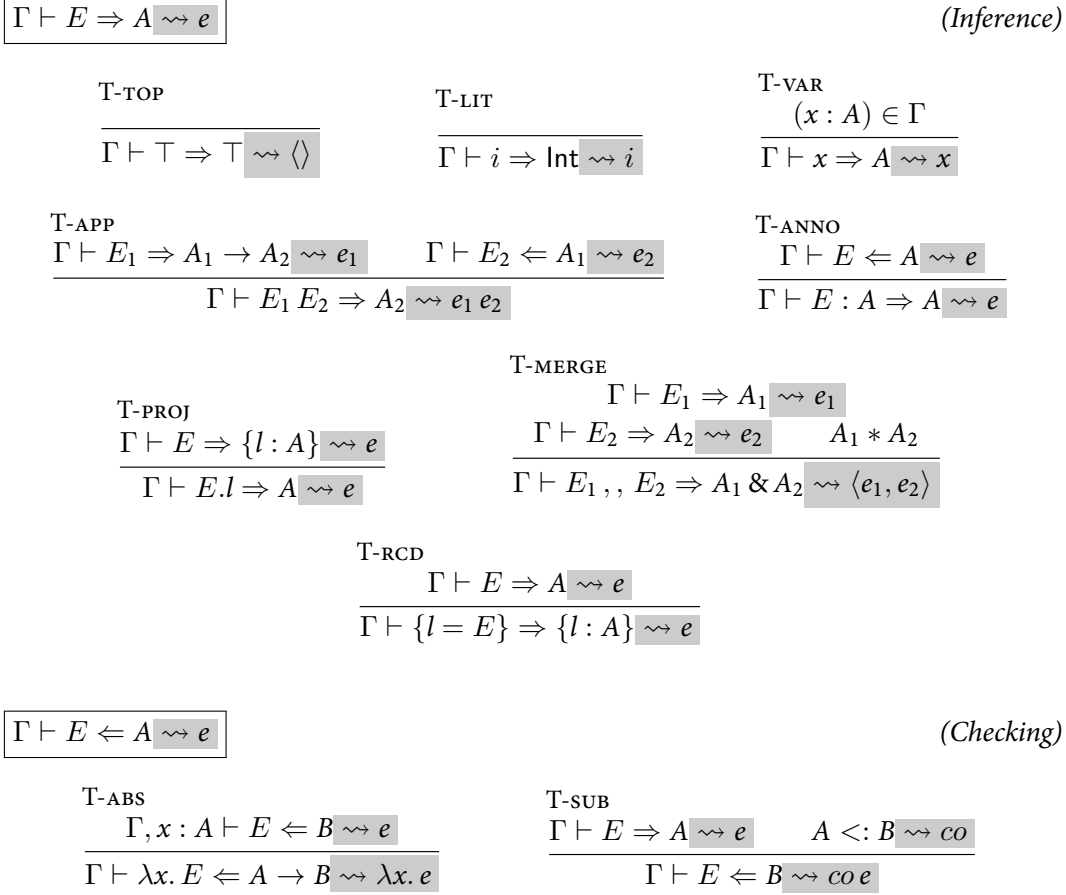 Γ ⊢ E ⇒ A ⇝ e (Inference)
T-TOP
Γ ⊢ ⊤ ⇒ ⊤ ⇝ ⟨⟩
T-LIT
Γ ⊢ i ⇒ Int ⇝ i
T-VAR
(x : A) ∈ Γ
Γ ⊢ x ⇒ A ⇝ x
T-APP
Γ ⊢ E₁ ⇒ A₁ → A₂ ⇝ e₁ Γ ⊢ E₂ ⇐ A₁ ⇝ e₂
Γ ⊢ E₁ E₂ ⇒ A₂ ⇝ e₁ e₂
T-ANNO
Γ ⊢ E ⇐ A ⇝ e
Γ ⊢ E : A ⇒ A ⇝ e
T-PROJ
Γ ⊢ E ⇒ {l : A} ⇝ e
Γ ⊢ E.l ⇒ A ⇝ e
T-MERGE
Γ ⊢ E₁ ⇒ A₁ ⇝ e₁
Γ ⊢ E₂ ⇒ A₂ ⇝ e₂ A₁ ∗ A₂
Γ ⊢ E₁ ,, E₂ ⇒ A₁ & A₂ ⇝ ⟨e₁, e₂⟩
T-RCD
Γ ⊢ E ⇒ A ⇝ e
Γ ⊢ {l = E} ⇒ {l : A} ⇝ e
Γ ⊢ E ⇐ A ⇝ e (Checking)
T-ABS
Γ, x : A ⊢ E ⇐ B ⇝ e
Γ ⊢ λx. E ⇐ A → B ⇝ λx. e
T-SUB
Γ ⊢ E ⇒ A ⇝ e A <: B ⇝ co
Γ ⊢ E ⇐ B ⇝ co e